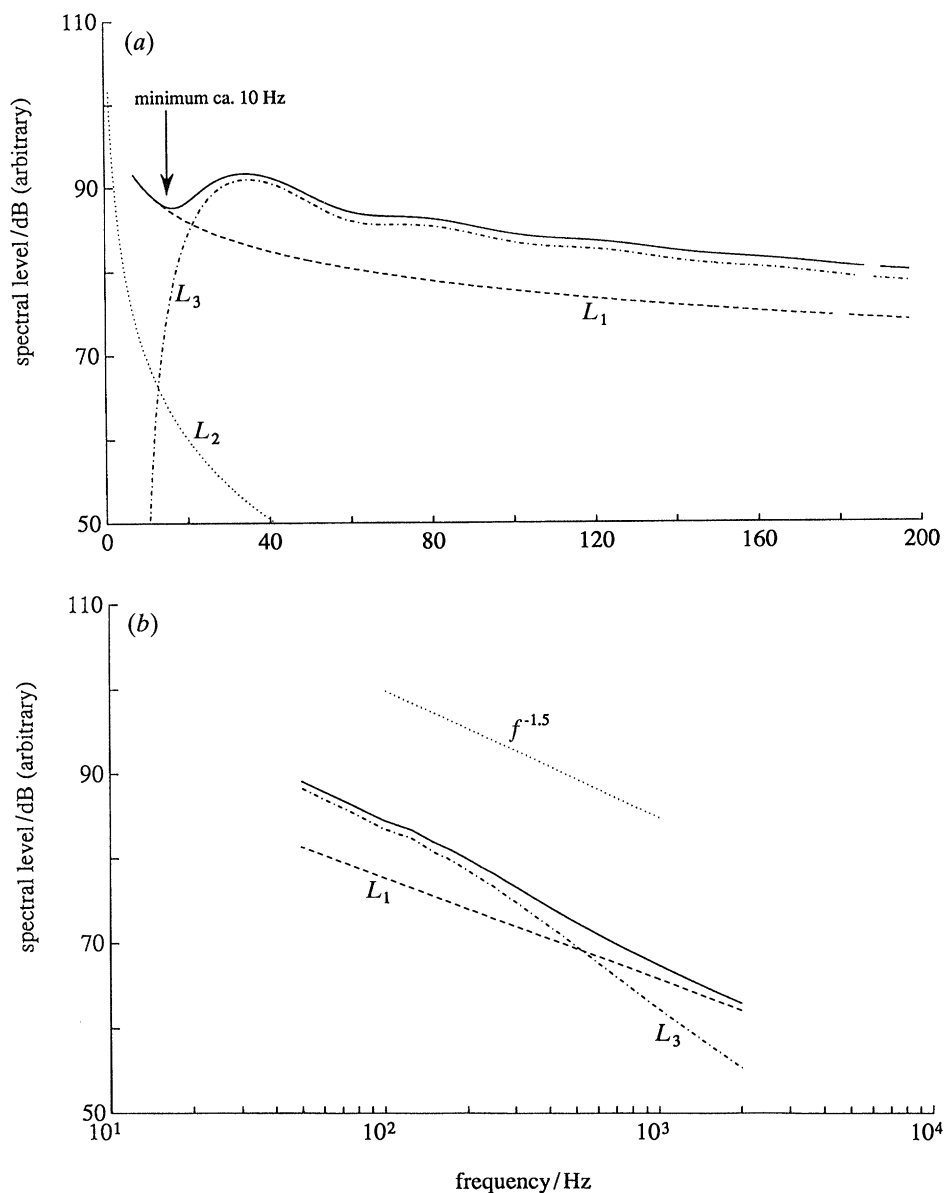 110
(a)
minimum ca. 10 Hz
90
spectral level/dB (arbitrary)
L₃
L₁
70
L₂
50
0
40
80
120
160
200
110
(b)
f⁻¹·⁵
90
spectral level/dB (arbitrary)
L₁
70
L₃
50
10¹
10²
10³
10⁴
frequency/Hz